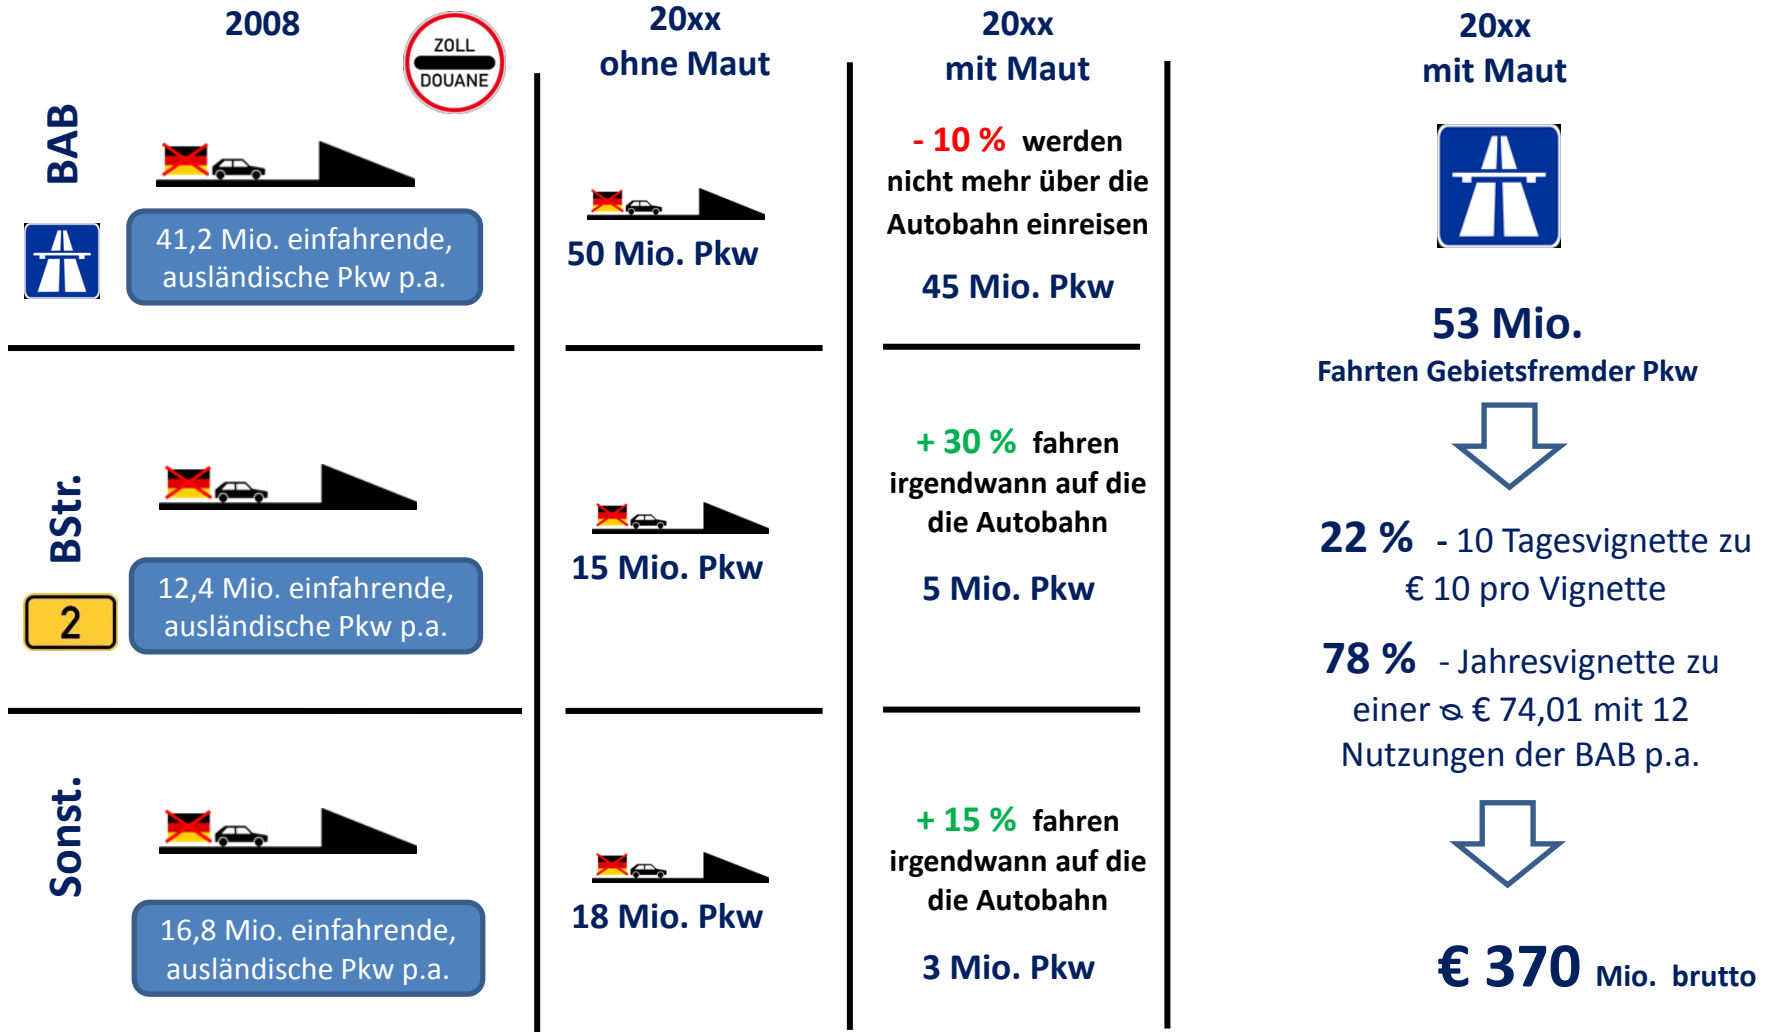 2008
ZOLL
DOUANE
20xx
ohne Maut
20xx
mit Maut
20xx
mit Maut
BAB
41,2 Mio. einfahrende,
ausländische Pkw p.a.
50 Mio. Pkw
- 10 % werden
nicht mehr über die
Autobahn einreisen
45 Mio. Pkw
BStr.
2
12,4 Mio. einfahrende,
ausländische Pkw p.a.
15 Mio. Pkw
+ 30 % fahren
irgendwann auf die
die Autobahn
5 Mio. Pkw
Sonst.
16,8 Mio. einfahrende,
ausländische Pkw p.a.
18 Mio. Pkw
+ 15 % fahren
irgendwann auf die
die Autobahn
3 Mio. Pkw
53 Mio.
Fahrten Gebietsfremder Pkw
22 % - 10 Tagesvignette zu
€ 10 pro Vignette
78 % - Jahresvignette zu
einer ⌀ € 74,01 mit 12
Nutzungen der BAB p.a.
€ 370 Mio. brutto